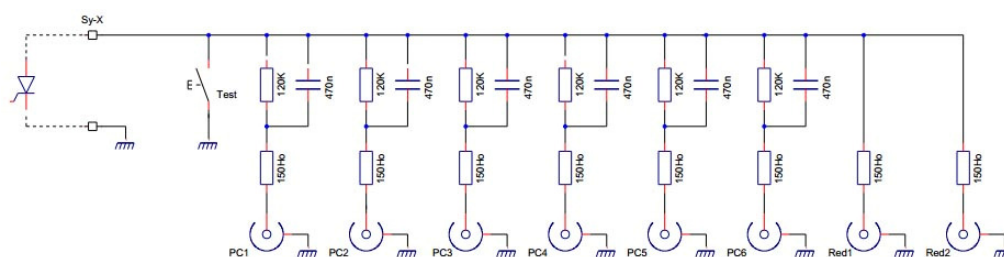 Sy-X
E
Test
120K
470n
120K
470n
120K
470n
120K
470n
120K
470n
120K
470n
150Ho
150Ho
150Ho
150Ho
150Ho
150Ho
150Ho
150Ho
PC1
PC2
PC3
PC4
PC5
PC6
Red1
Red2